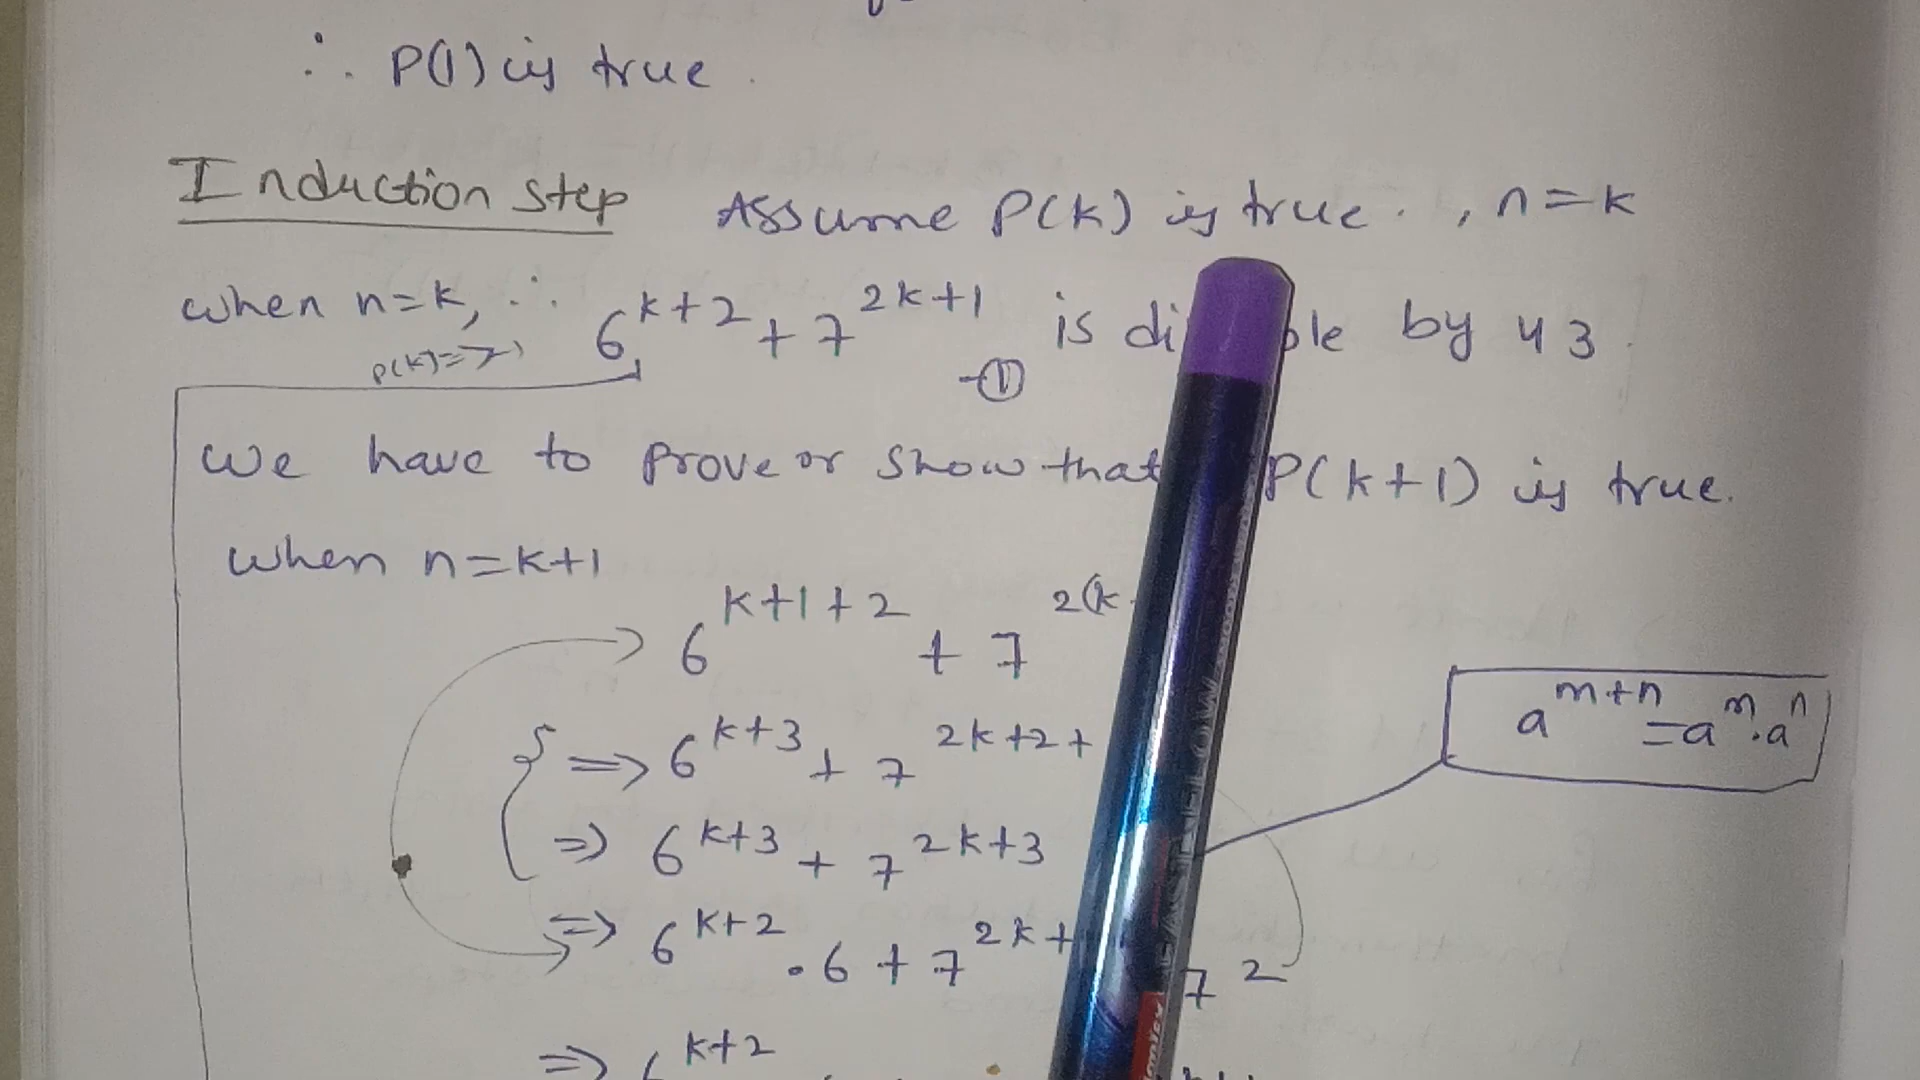 ∴ P(1) is true.
Induction step Assume P(k) is true. , n=k
when n=k, ∴ 6^{k+2} + 7^{2k+1} is di ble by 43
P(k)=>
-①
we have to prove or show that P(k+1) is true.
when n=k+1
6^{k+1+2} + 7^{2(k
=> 6^{k+3} + 7^{2k+2+
=> 6^{k+3} + 7^{2k+3}
=> 6^{k+2} . 6 + 7^{2k+ 7^2
a^{m+n} = a^m . a^n
=> 6^{k+2}